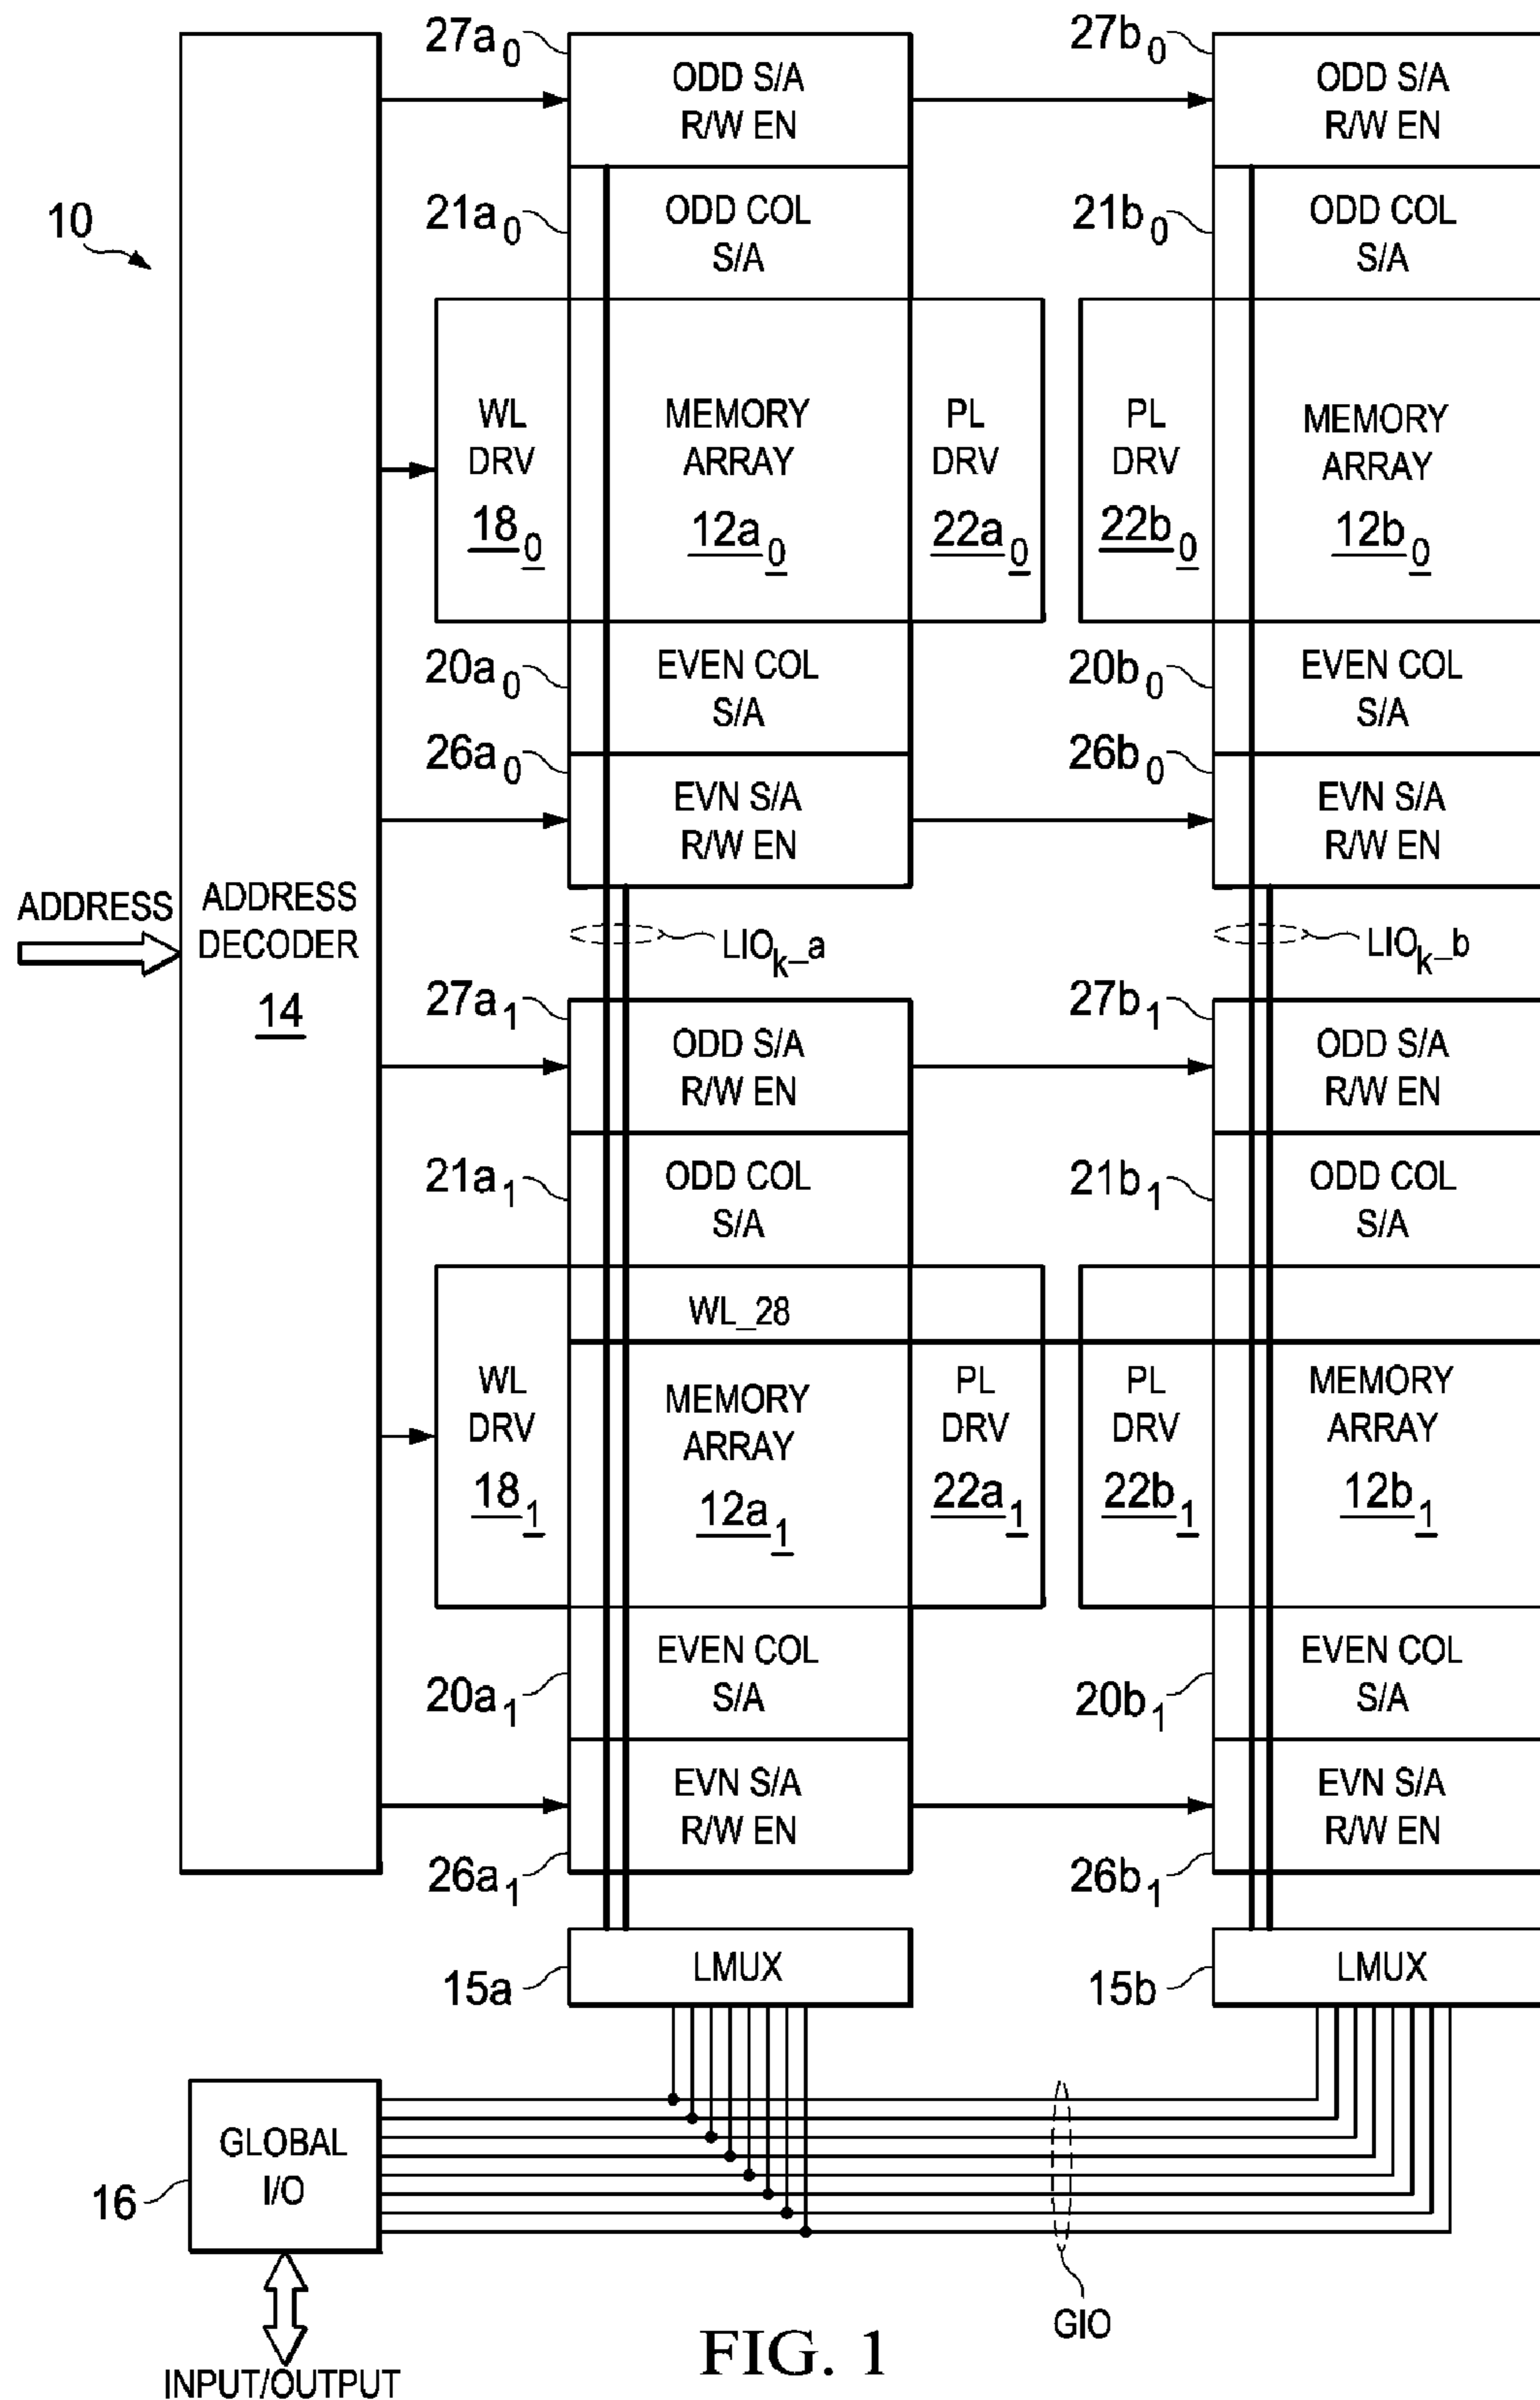 27a0
ODD S/A
R/W EN
27b0
ODD S/A
R/W EN
10
21a0
ODD COL
S/A
21b0
ODD COL
S/A
WL
DRV
180
MEMORY
ARRAY
12a0
PL
DRV
22a0
PL
DRV
22b0
MEMORY
ARRAY
12b0
20a0
EVEN COL
S/A
20b0
EVEN COL
S/A
26a0
EVN S/A
R/W EN
26b0
EVN S/A
R/W EN
ADDRESS
ADDRESS
DECODER
14
LIOk_a
LIOk_b
27a1
ODD S/A
R/W EN
27b1
ODD S/A
R/W EN
21a1
ODD COL
S/A
21b1
ODD COL
S/A
WL_28
WL
DRV
181
MEMORY
ARRAY
12a1
PL
DRV
22a1
PL
DRV
22b1
MEMORY
ARRAY
12b1
20a1
EVEN COL
S/A
20b1
EVEN COL
S/A
EVN S/A
R/W EN
26a1
EVN S/A
R/W EN
26b1
15a
LMUX
15b
LMUX
16
GLOBAL
I/O
GIO
INPUT/OUTPUT
FIG. 1